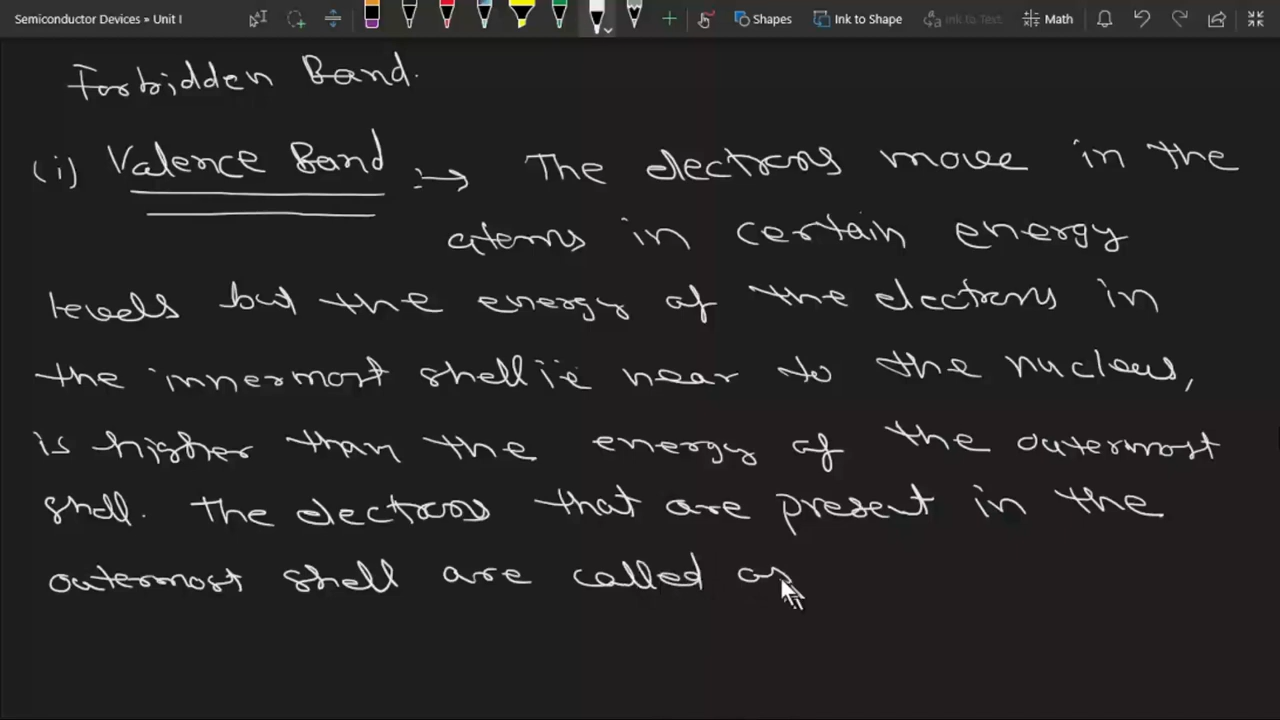 Semiconductor Devices » Unit I
Shapes Ink to Shape Ink to Text Math
Forbidden Band.
(i) Valence Band :→ The electrons move in the
atoms in certain energy
levels but the energy of the electrons in
the innermost shell ie near to the nucleus,
is higher than the energy of the outermost
shell. The electrons that are present in the
outermost shell are called as